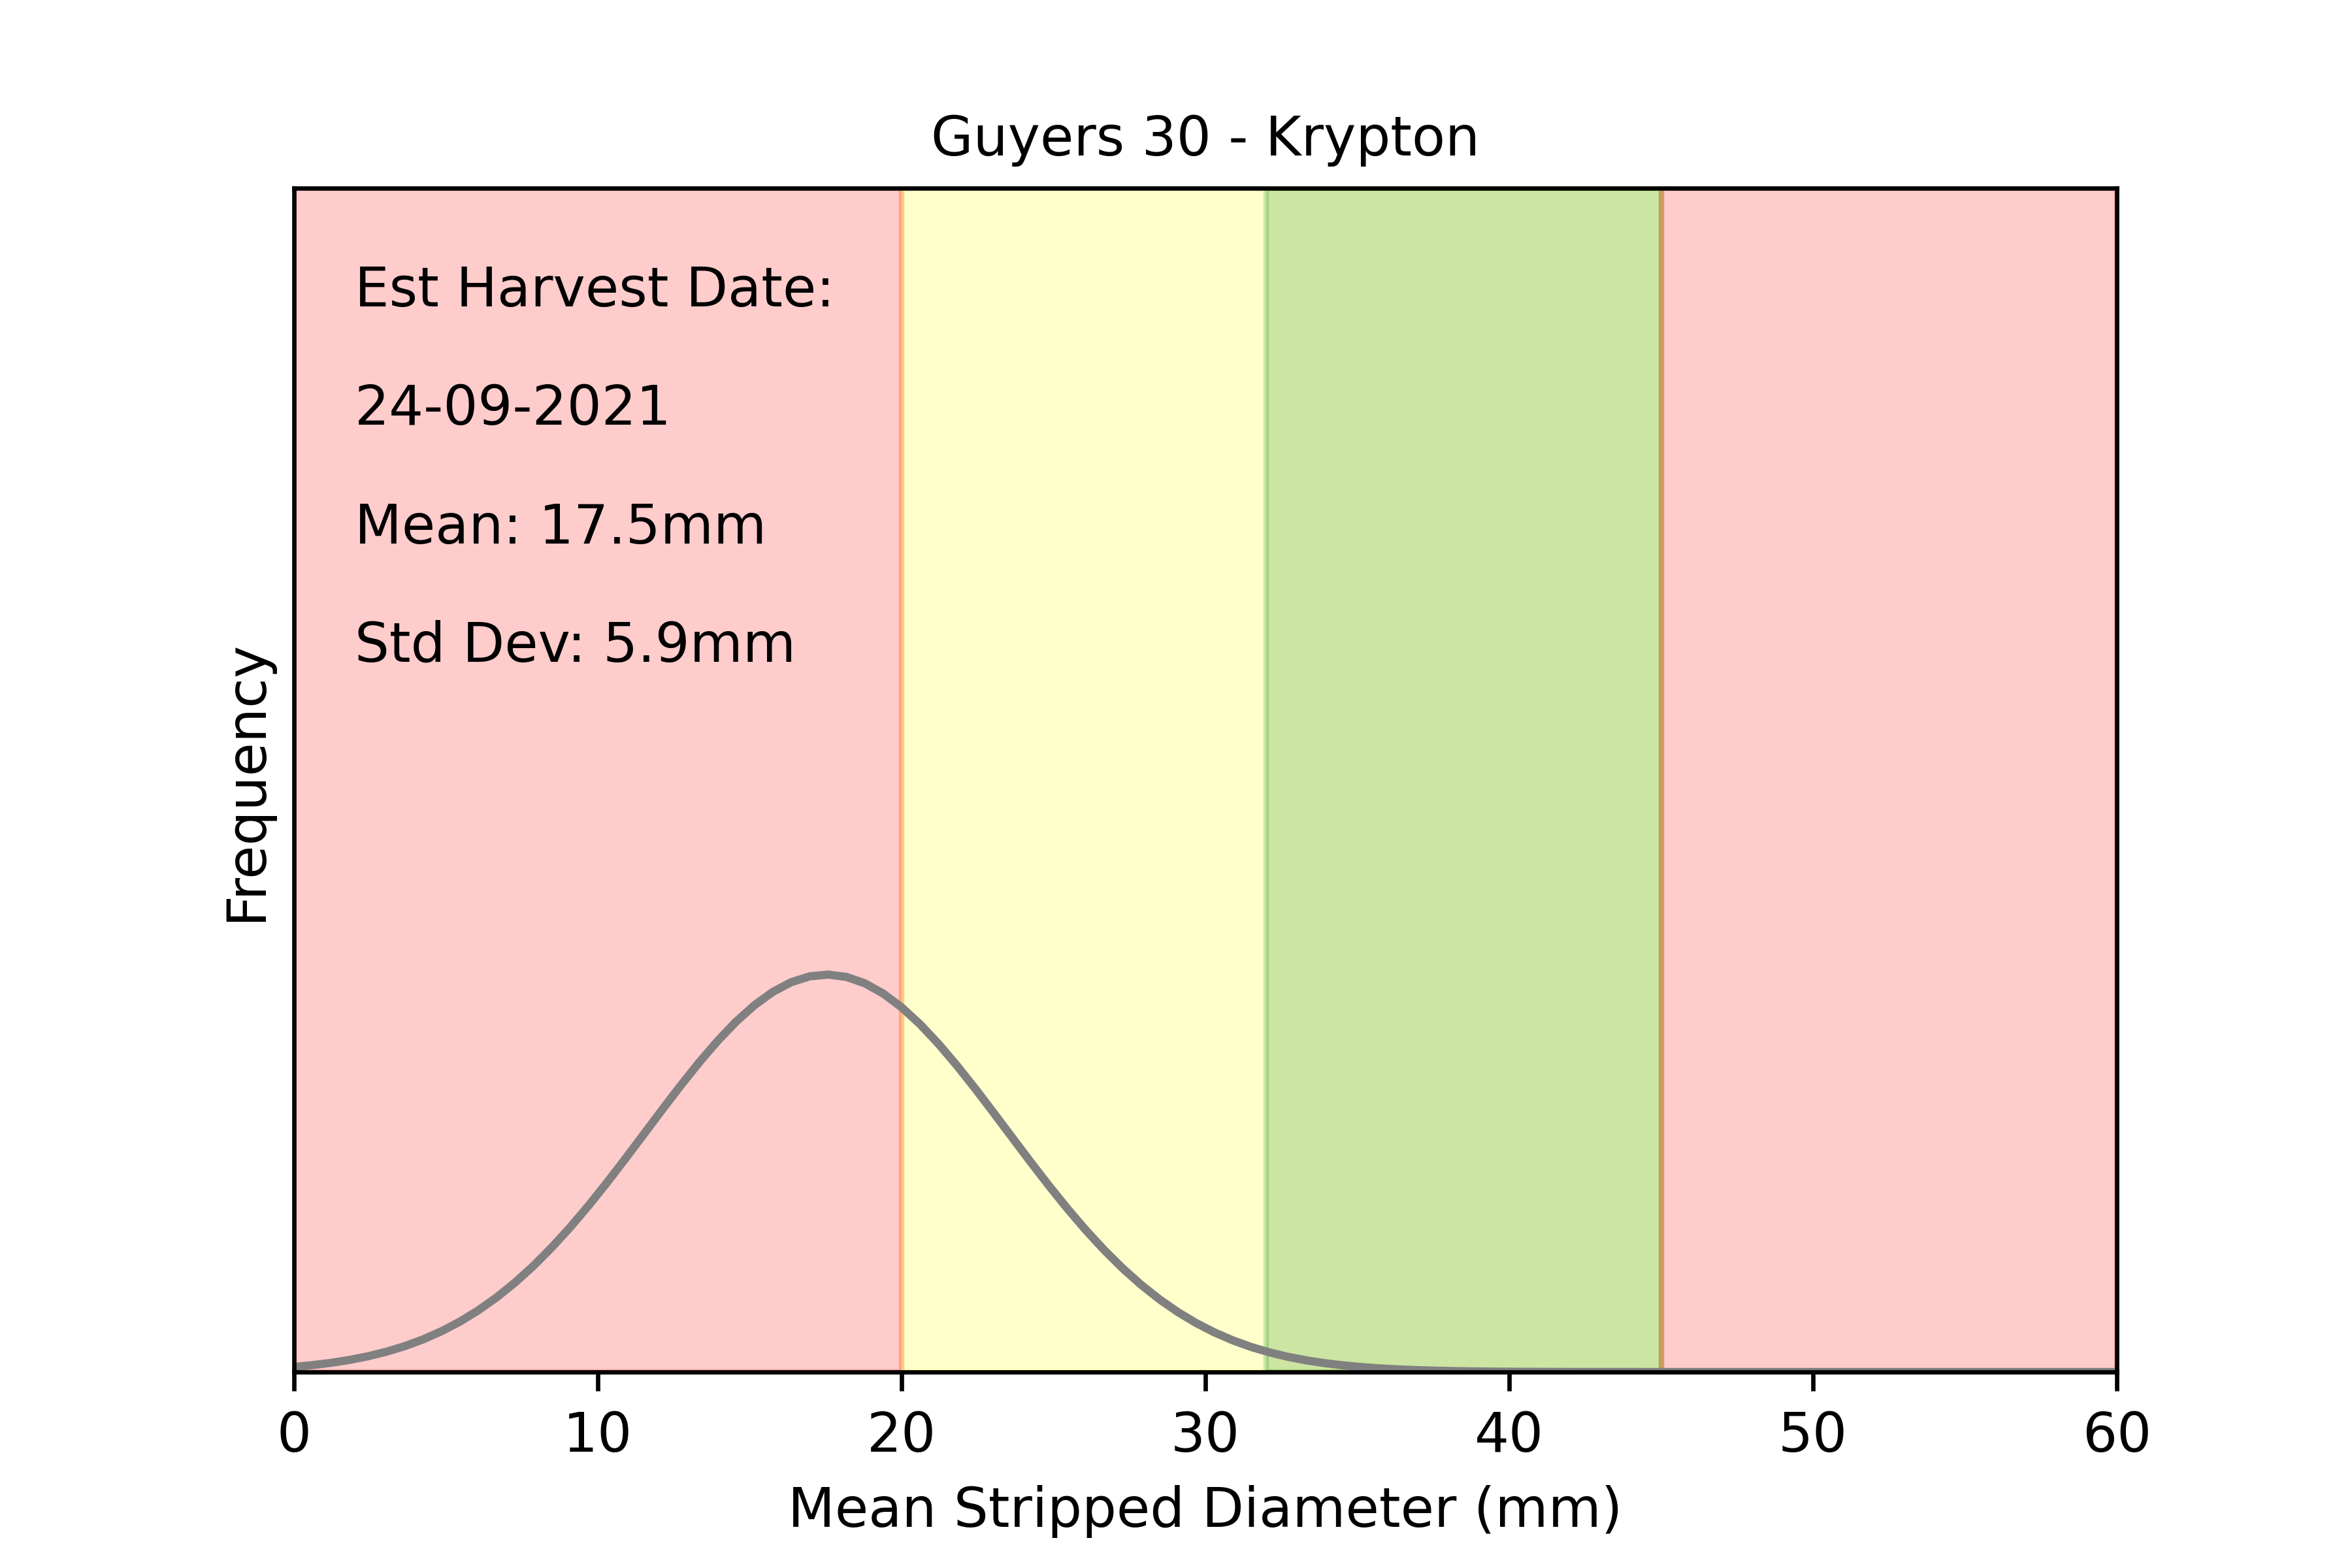 Guyers 30 - Krypton
Est Harvest Date:
24-09-2021
Mean: 17.5mm
Std Dev: 5.9mm
Frequency
0 10 20 30 40 50 60
Mean Stripped Diameter (mm)